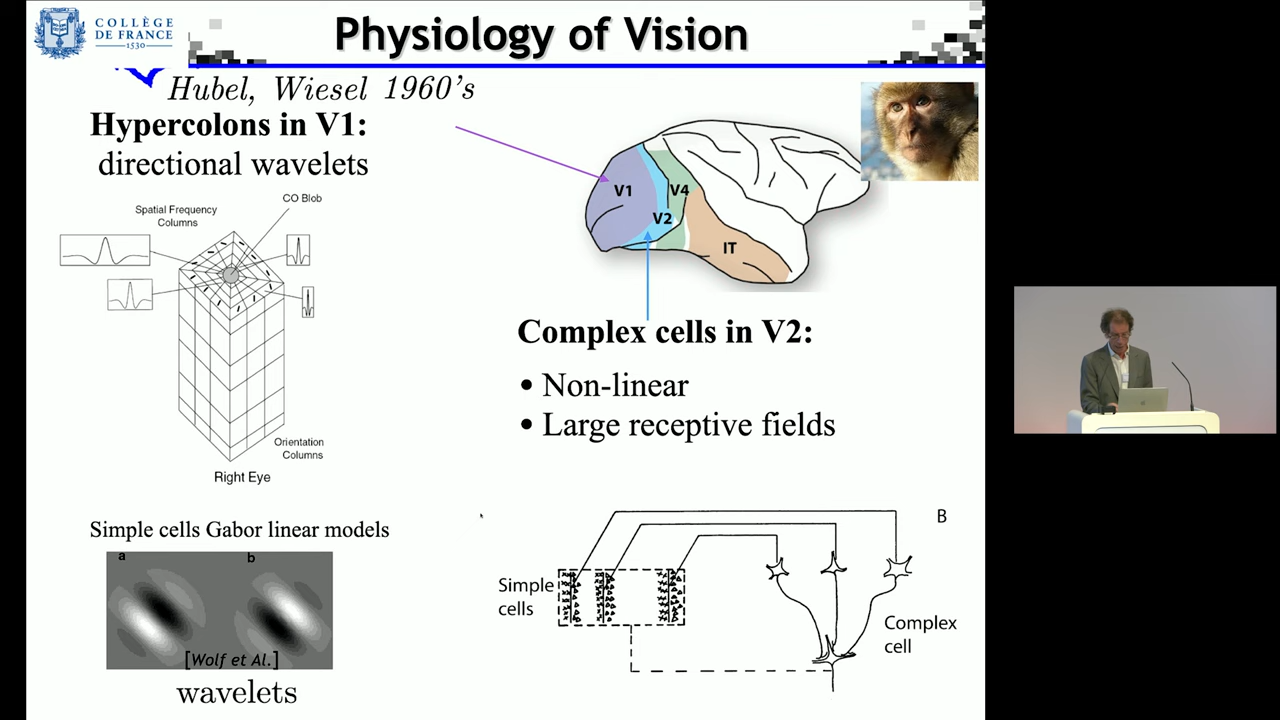 COLLÈGE
DE FRANCE
1530
Physiology of Vision
Hubel, Wiesel 1960's
Hypercolons in V1:
directional wavelets
CO Blob
Spatial Frequency
Columns
Orientation
Columns
Right Eye
Simple cells Gabor linear models
a
b
[Wolf et Al.]
wavelets
V1
V4
V2
IT
Complex cells in V2:
• Non-linear
• Large receptive fields
B
Simple
cells
Complex
cell